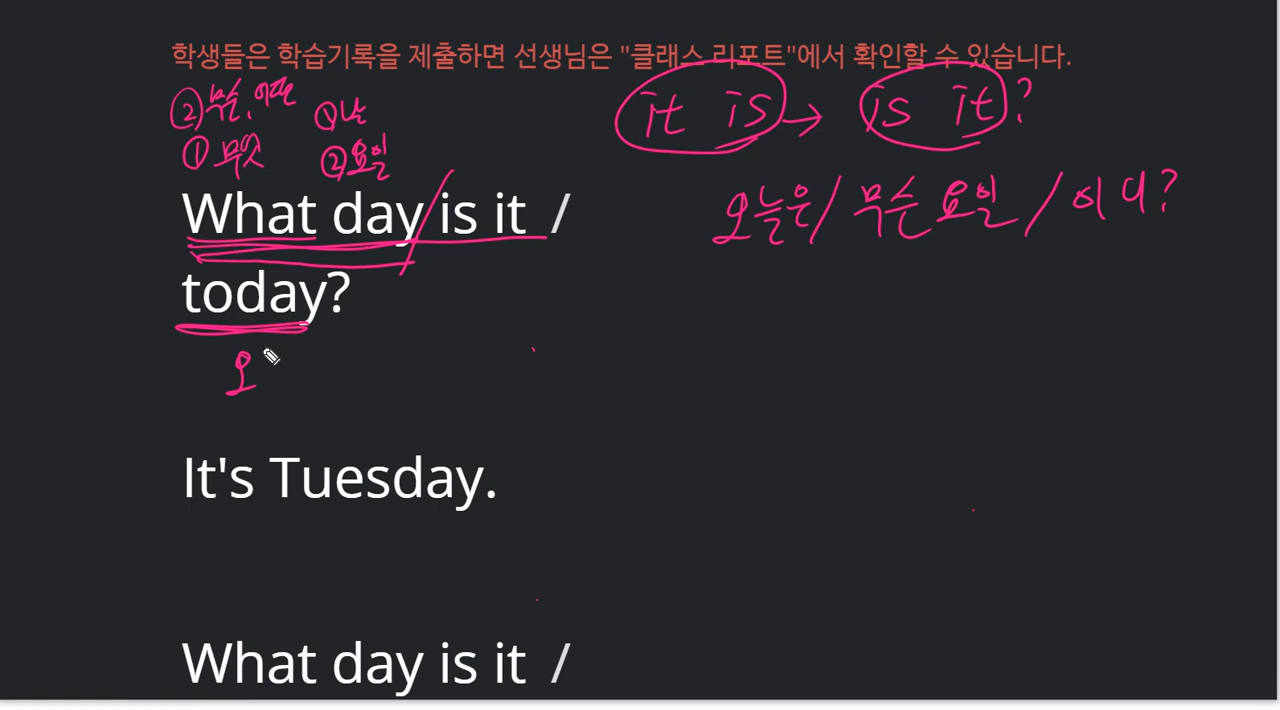 학생들은 학습기록을 제출하면 선생님은 "클래스 리포트"에서 확인할 수 있습니다.
② 무슨, 어떤 ① 날
① 무엇 ② 요일
it is → is it?
What day / is it /
오늘은 / 무슨 요일 / 이니?
today?
오
It's Tuesday.
What day is it /